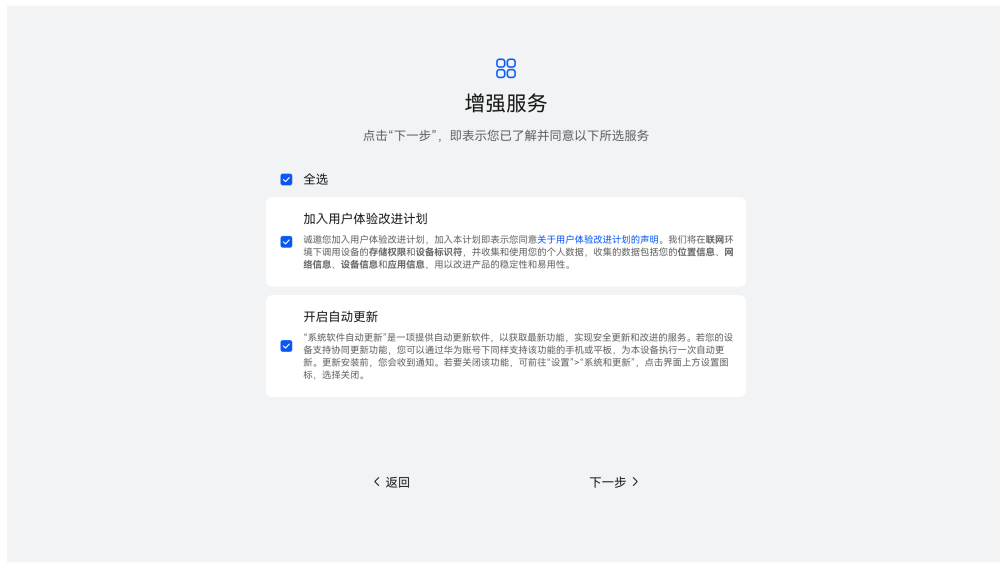 增强服务
点击“下一步”，即表示您已了解并同意以下所选服务
全选
加入用户体验改进计划
诚邀您加入用户体验改进计划，加入本计划即表示您同意关于用户体验改进计划的声明。我们将在联网环
境下调用设备的存储权限和设备标识符，并收集和使用您的个人数据，收集的数据包括您的位置信息、网
络信息、设备信息和应用信息，用以改进产品的稳定性和易用性。
开启自动更新
“系统软件自动更新”是一项提供自动更新软件，以获取最新功能，实现安全更新和改进的服务。若您的设
备支持协同更新功能，您可以通过华为账号下同样支持该功能的手机或平板，为本设备执行一次自动更
新。更新安装前，您会收到通知。若要关闭该功能，可前往“设置”>“系统和更新”，点击界面上方设置图
标，选择关闭。
返回
下一步